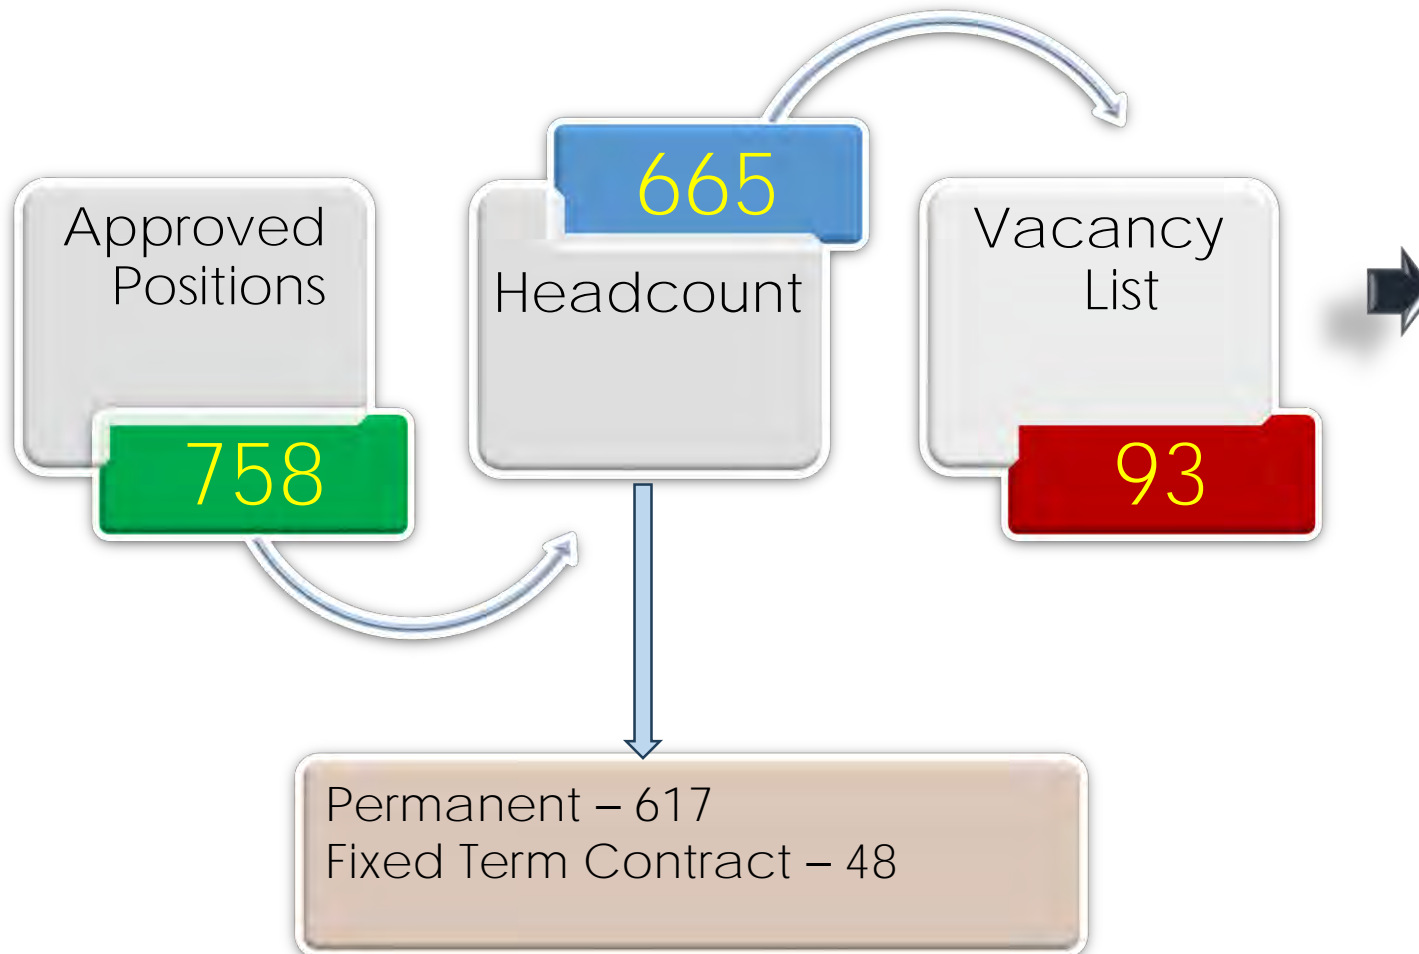 Approved
Positions
758
665
Headcount
Vacancy
List
93
Permanent – 617
Fixed Term Contract – 48